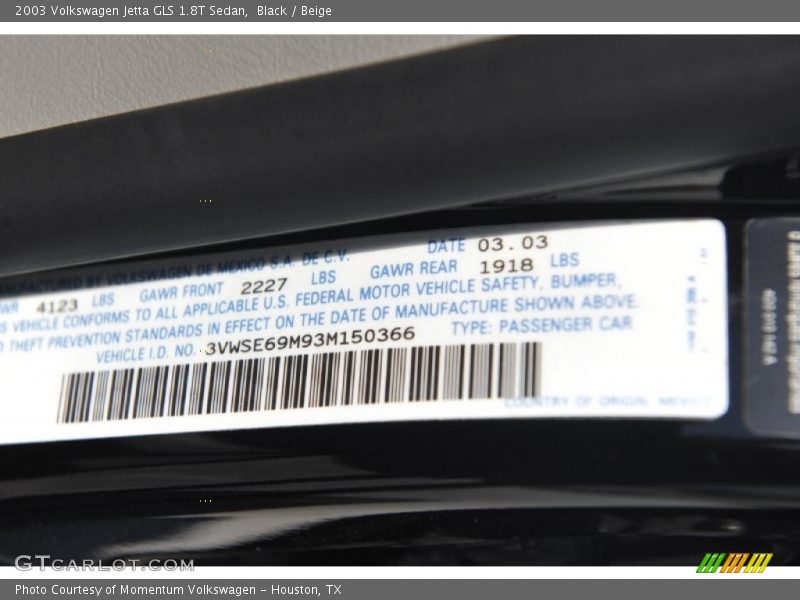 2003 Volkswagen Jetta GLS 1.8T Sedan, Black / Beige
MANUFACTURED BY VOLKSWAGEN DE MEXICO S.A. DE C.V. DATE 03.03
4123 LBS GAWR FRONT 2227 LBS GAWR REAR 1918 LBS
VEHICLE CONFORMS TO ALL APPLICABLE U.S. FEDERAL MOTOR VEHICLE SAFETY, BUMPER,
THEFT PREVENTION STANDARDS IN EFFECT ON THE DATE OF MANUFACTURE SHOWN ABOVE.
VEHICLE I.D. NO. 3VWSE69M93M150366 TYPE: PASSENGER CAR
COUNTRY OF ORIGIN: MEXICO
GTCARLOT.COM
Photo Courtesy of Momentum Volkswagen - Houston, TX